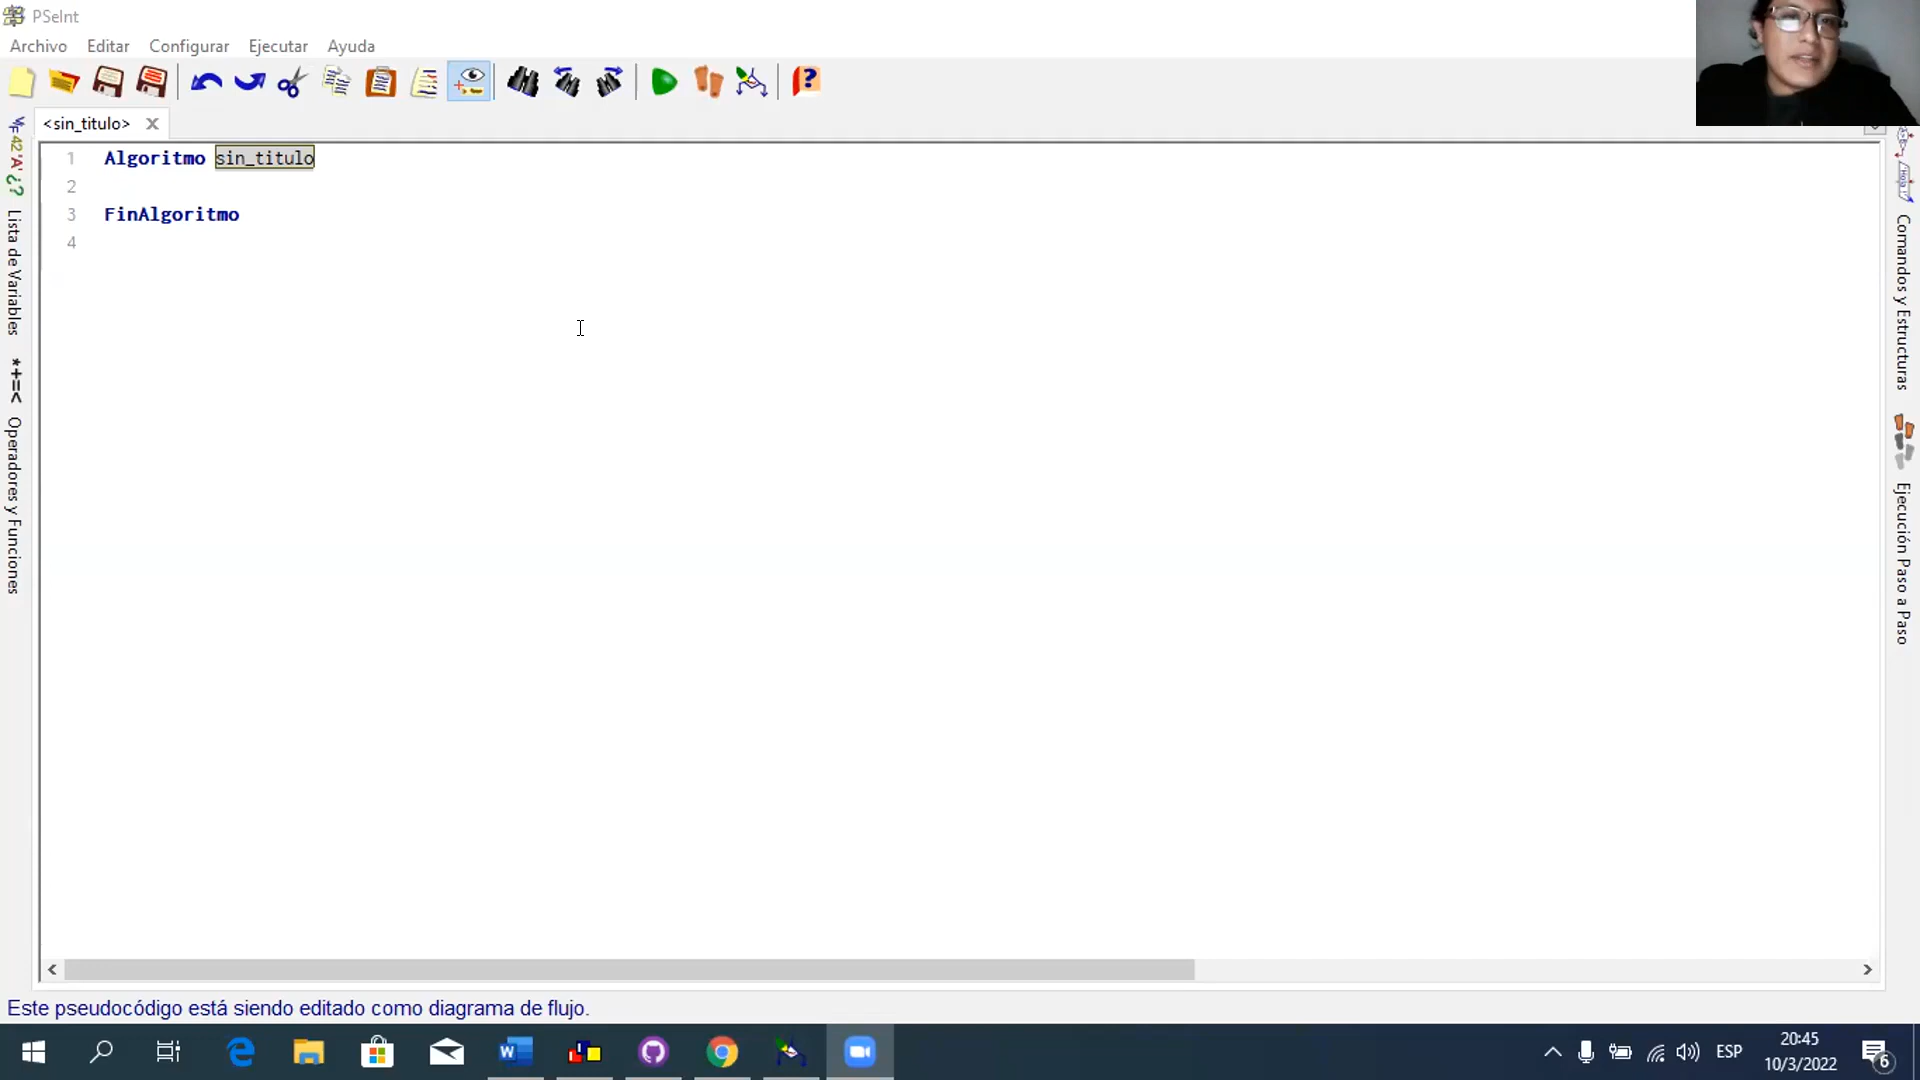 PSeInt
Archivo Editar Configurar Ejecutar Ayuda
<sin_titulo>
1 Algoritmo sin_titulo
2
3 FinAlgoritmo
4
42 'A' ¿?
Lista de Variables
*+=<
Operadores y Funciones
Comandos y Estructuras
Ejecución Paso a Paso
Este pseudocódigo está siendo editado como diagrama de flujo.
ESP
20:45
10/3/2022
6